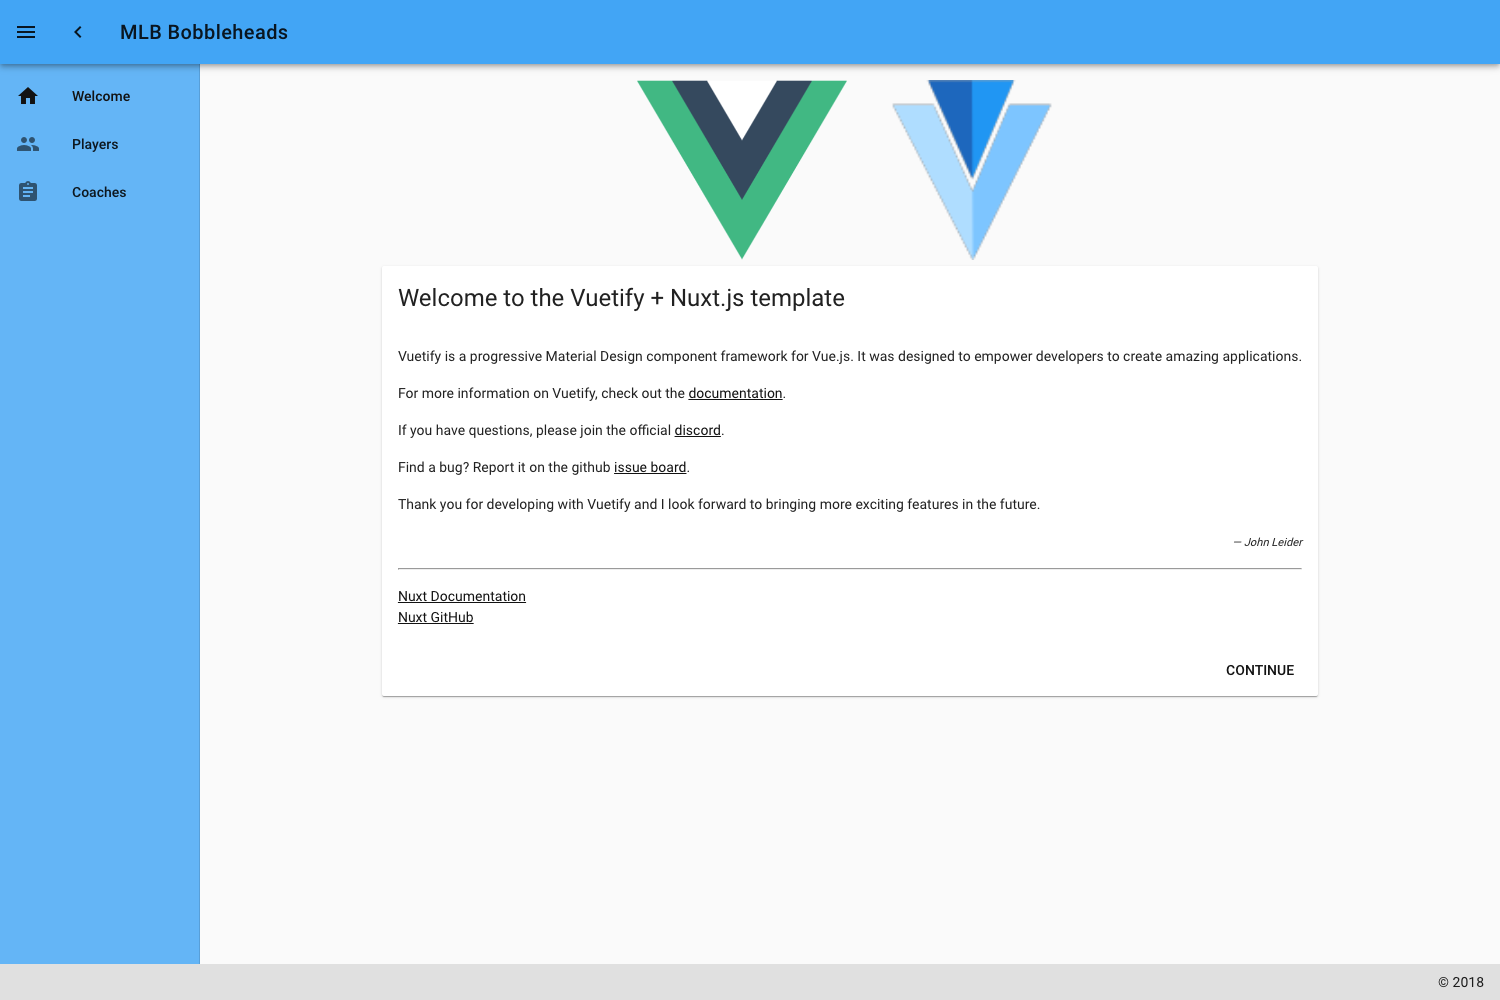 MLB Bobbleheads
Welcome
Players
Coaches
Welcome to the Vuetify + Nuxt.js template
Vuetify is a progressive Material Design component framework for Vue.js. It was designed to empower developers to create amazing applications.
For more information on Vuetify, check out the documentation.
If you have questions, please join the official discord.
Find a bug? Report it on the github issue board.
Thank you for developing with Vuetify and I look forward to bringing more exciting features in the future.
— John Leider
Nuxt Documentation
Nuxt GitHub
CONTINUE
© 2018